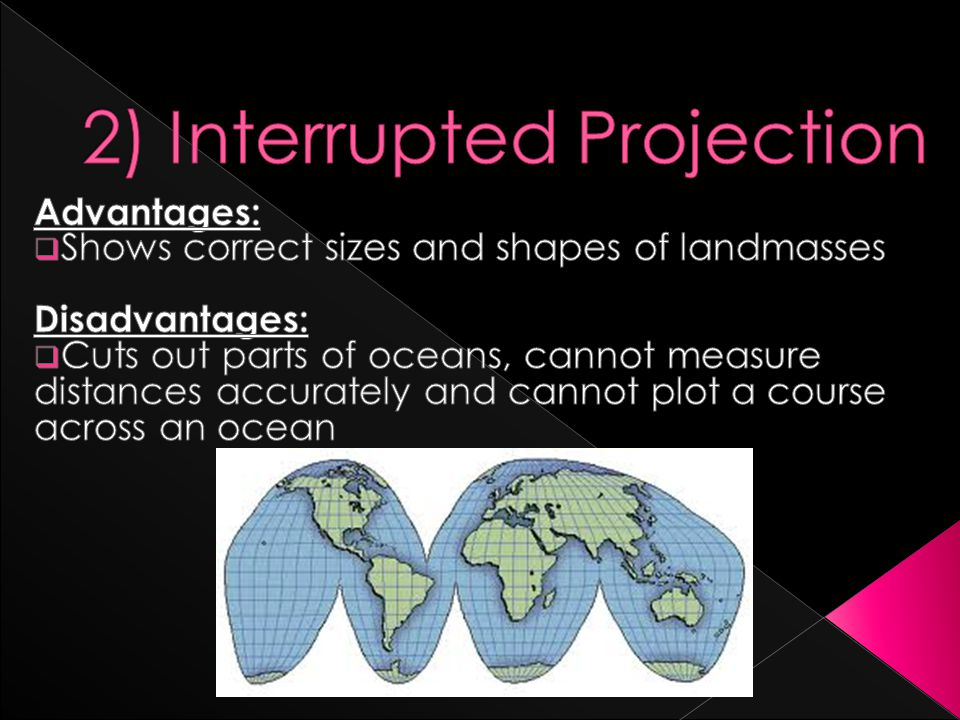 2) Interrupted Projection
Advantages:
Shows correct sizes and shapes of landmasses
Disadvantages:
Cuts out parts of oceans, cannot measure
distances accurately and cannot plot a course
across an ocean